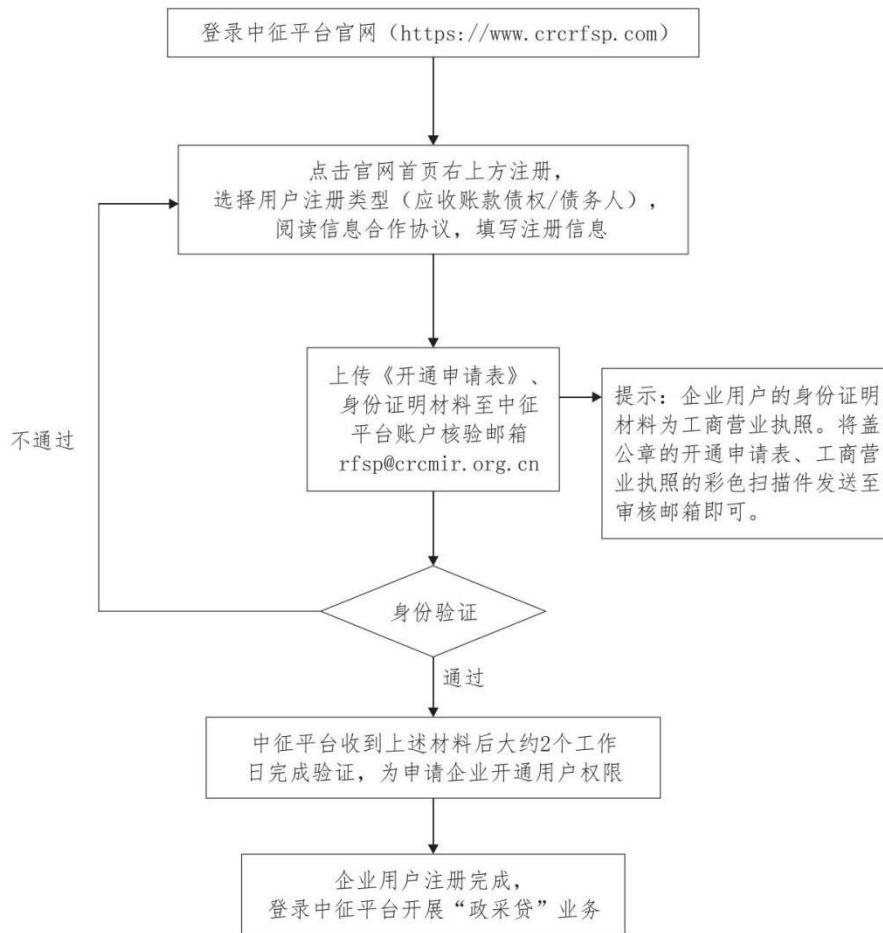 登录中征平台官网（https://www.crcrfsp.com）
点击官网首页右上方注册，
选择用户注册类型（应收账款债权/债务人），
阅读信息合作协议，填写注册信息
上传《开通申请表》、
身份证明材料至中征
平台账户核验邮箱
rfsp@crcmir.org.cn
提示：企业用户的身份证明
材料为工商营业执照。将盖
公章的开通申请表、工商营
业执照的彩色扫描件发送至
审核邮箱即可。
不通过
身份验证
通过
中征平台收到上述材料后大约2个工作
日完成验证，为申请企业开通用户权限
企业用户注册完成，
登录中征平台开展“政采贷”业务